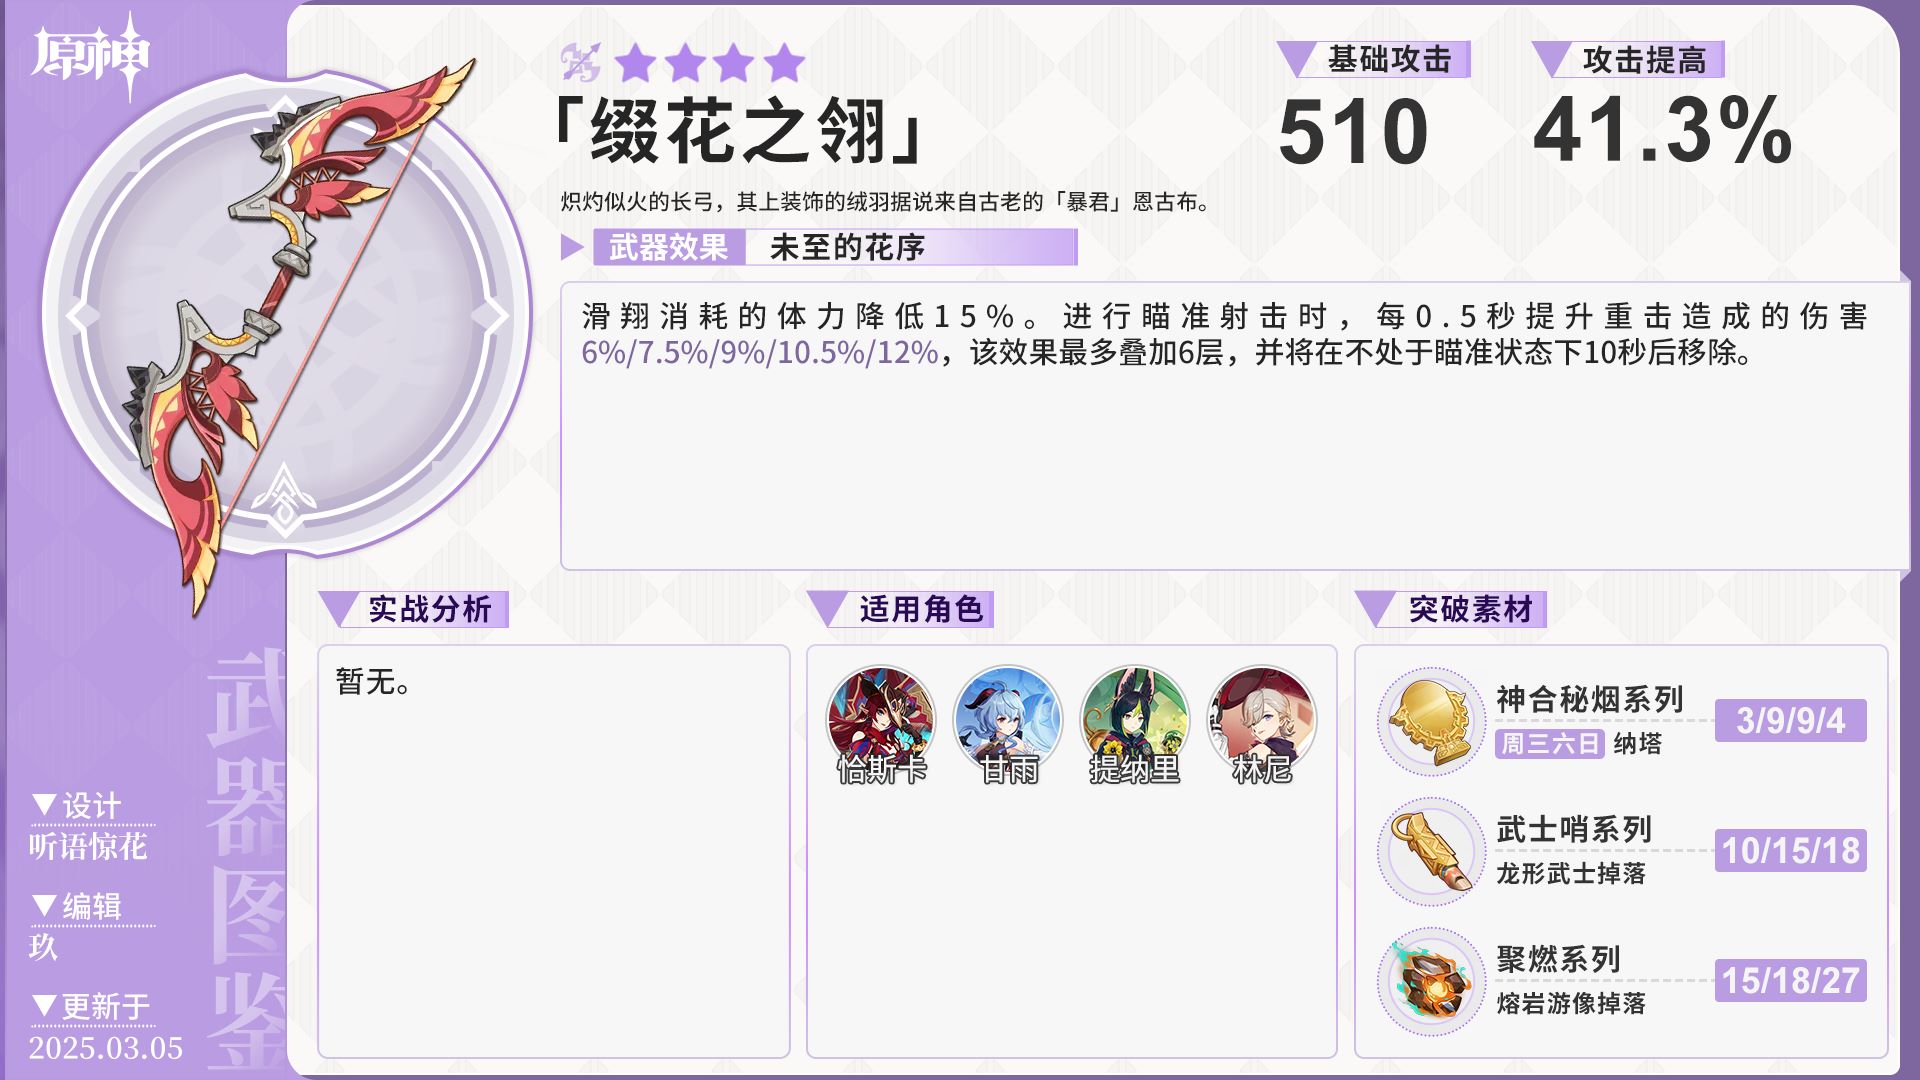 原神
「缀花之翎」
基础攻击
510
攻击提高
41.3%
炽灼似火的长弓，其上装饰的绒羽据说来自古老的「暴君」恩古布。
武器效果
未至的花序
滑翔消耗的体力降低15%。进行瞄准射击时，每0.5秒提升重击造成的伤害
6%/7.5%/9%/10.5%/12%，该效果最多叠加6层，并将在不处于瞄准状态下10秒后移除。
实战分析
暂无。
适用角色
恰斯卡
甘雨
提纳里
林尼
突破素材
神合秘烟系列
周三六日 纳塔
3/9/9/4
武士哨系列
龙形武士掉落
10/15/18
聚燃系列
熔岩游像掉落
15/18/27
武器图鉴
▼设计
听语惊花
▼编辑
玖
▼更新于
2025.03.05